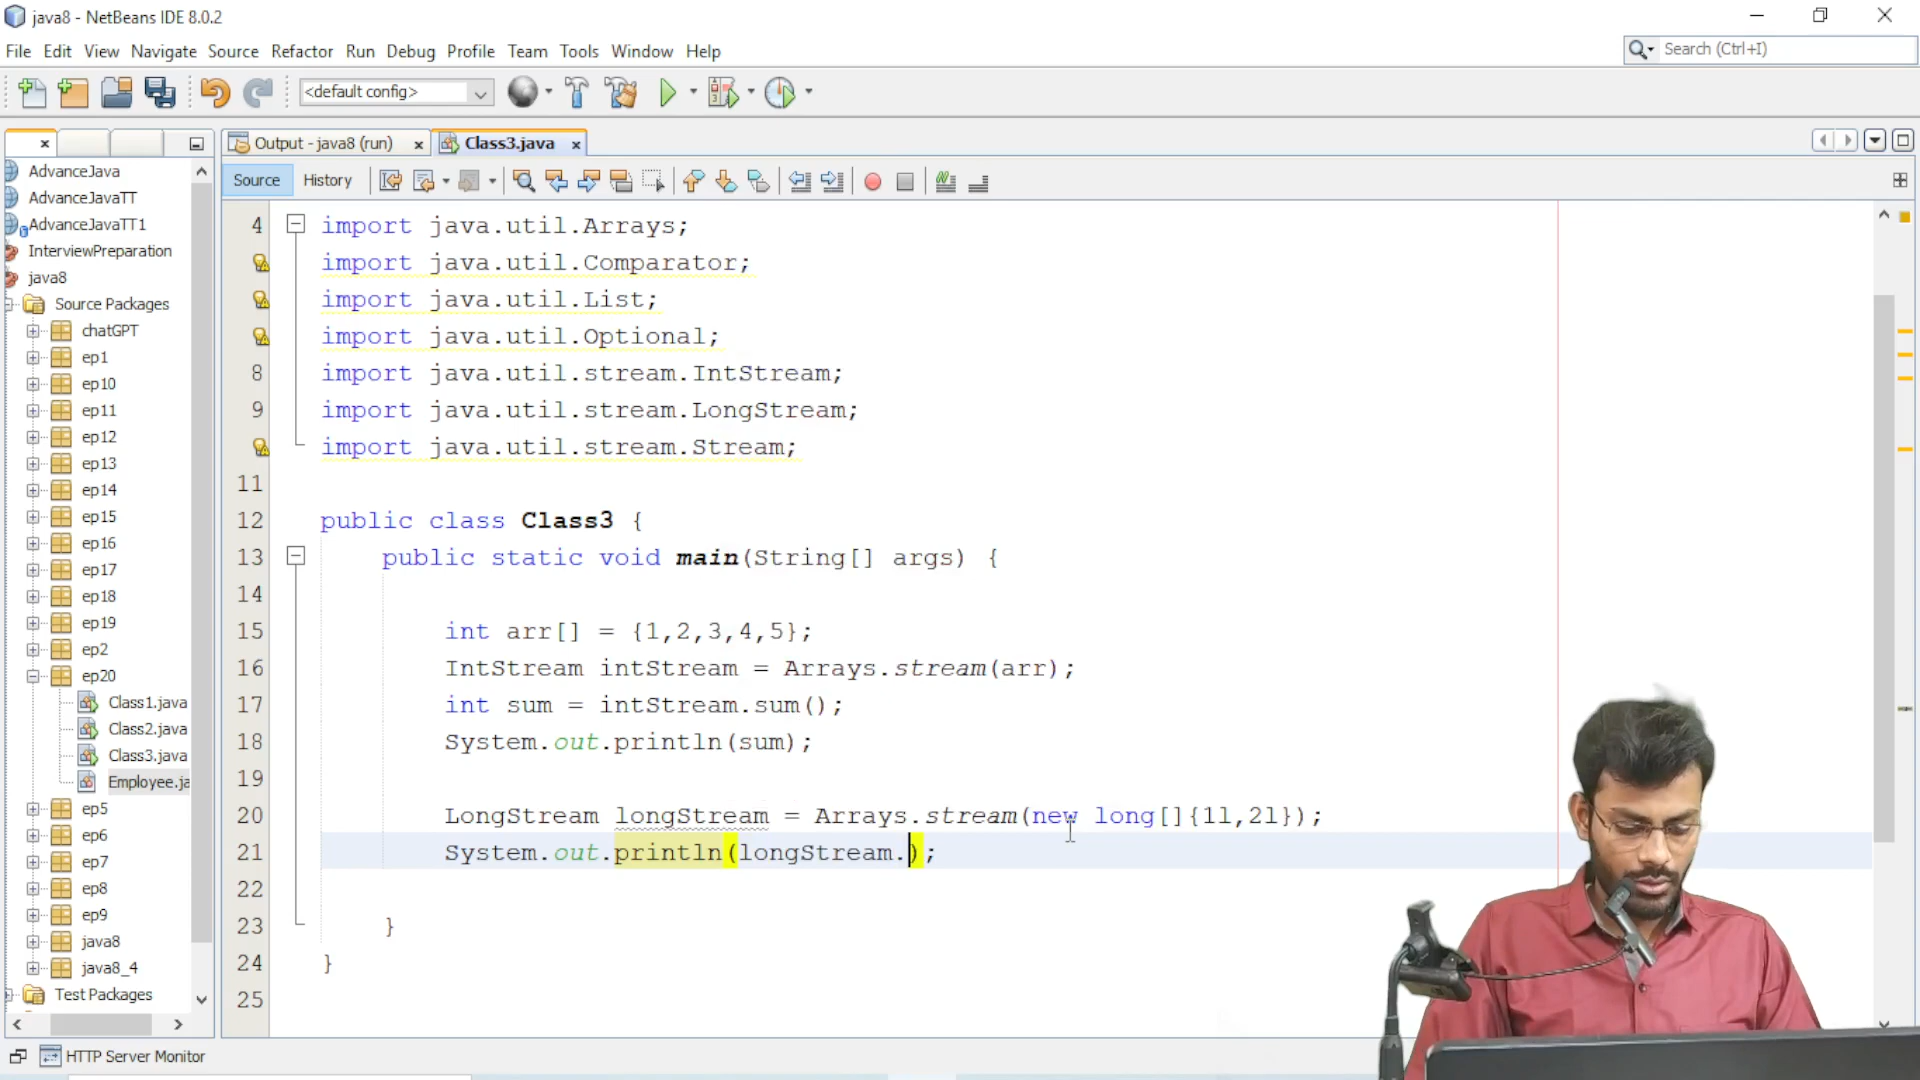 java8 - NetBeans IDE 8.0.2
File Edit View Navigate Source Refactor Run Debug Profile Team Tools Window Help
Search (Ctrl+I)
<default config>
Output - java8 (run)
Class3.java
Source History
AdvanceJava
AdvanceJavaTT
AdvanceJavaTT1
InterviewPreparation
java8
Source Packages
chatGPT
ep1
ep10
ep11
ep12
ep13
ep14
ep15
ep16
ep17
ep18
ep19
ep2
ep20
Class1.java
Class2.java
Class3.java
Employee.ja
ep5
ep6
ep7
ep8
ep9
java8
java8_4
Test Packages
4 import java.util.Arrays;
import java.util.Comparator;
import java.util.List;
import java.util.Optional;
8 import java.util.stream.IntStream;
9 import java.util.stream.LongStream;
import java.util.stream.Stream;
11
12 public class Class3 {
13 public static void main(String[] args) {
14
15 int arr[] = {1,2,3,4,5};
16 IntStream intStream = Arrays.stream(arr);
17 int sum = intStream.sum();
18 System.out.println(sum);
19
20 LongStream longStream = Arrays.stream(new long[]{1l,2l});
21 System.out.println(longStream.);
22
23 }
24 }
25
HTTP Server Monitor